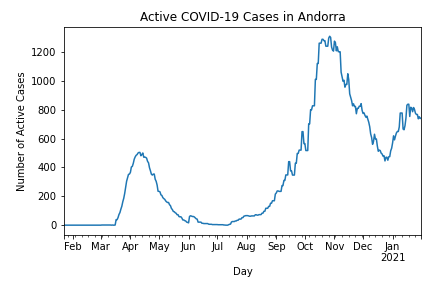 Active COVID-19 Cases in Andorra
Number of Active Cases
1200
1000
800
600
400
200
0
Feb Mar Apr May Jun Jul Aug Sep Oct Nov Dec Jan
2021
Day